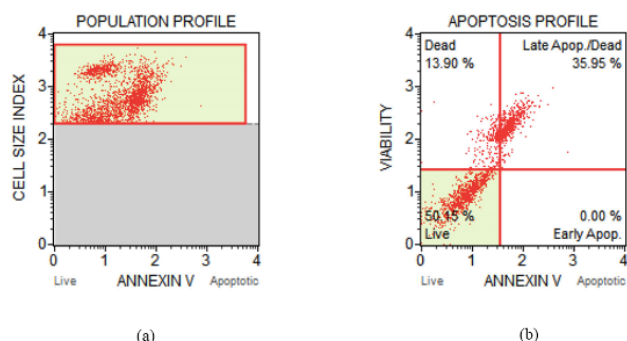 POPULATION PROFILE
4
3
2
1
0
CELL SIZE INDEX
0 1 2 3 4
Live ANNEXIN V Apoptotic
(a)
APOPTOSIS PROFILE
4
3
2
1
0
VIABILITY
Dead
13.90 %
Late Apop./Dead
35.95 %
50.15 %
Live
0.00 %
Early Apop.
0 1 2 3 4
Live ANNEXIN V Apoptotic
(b)